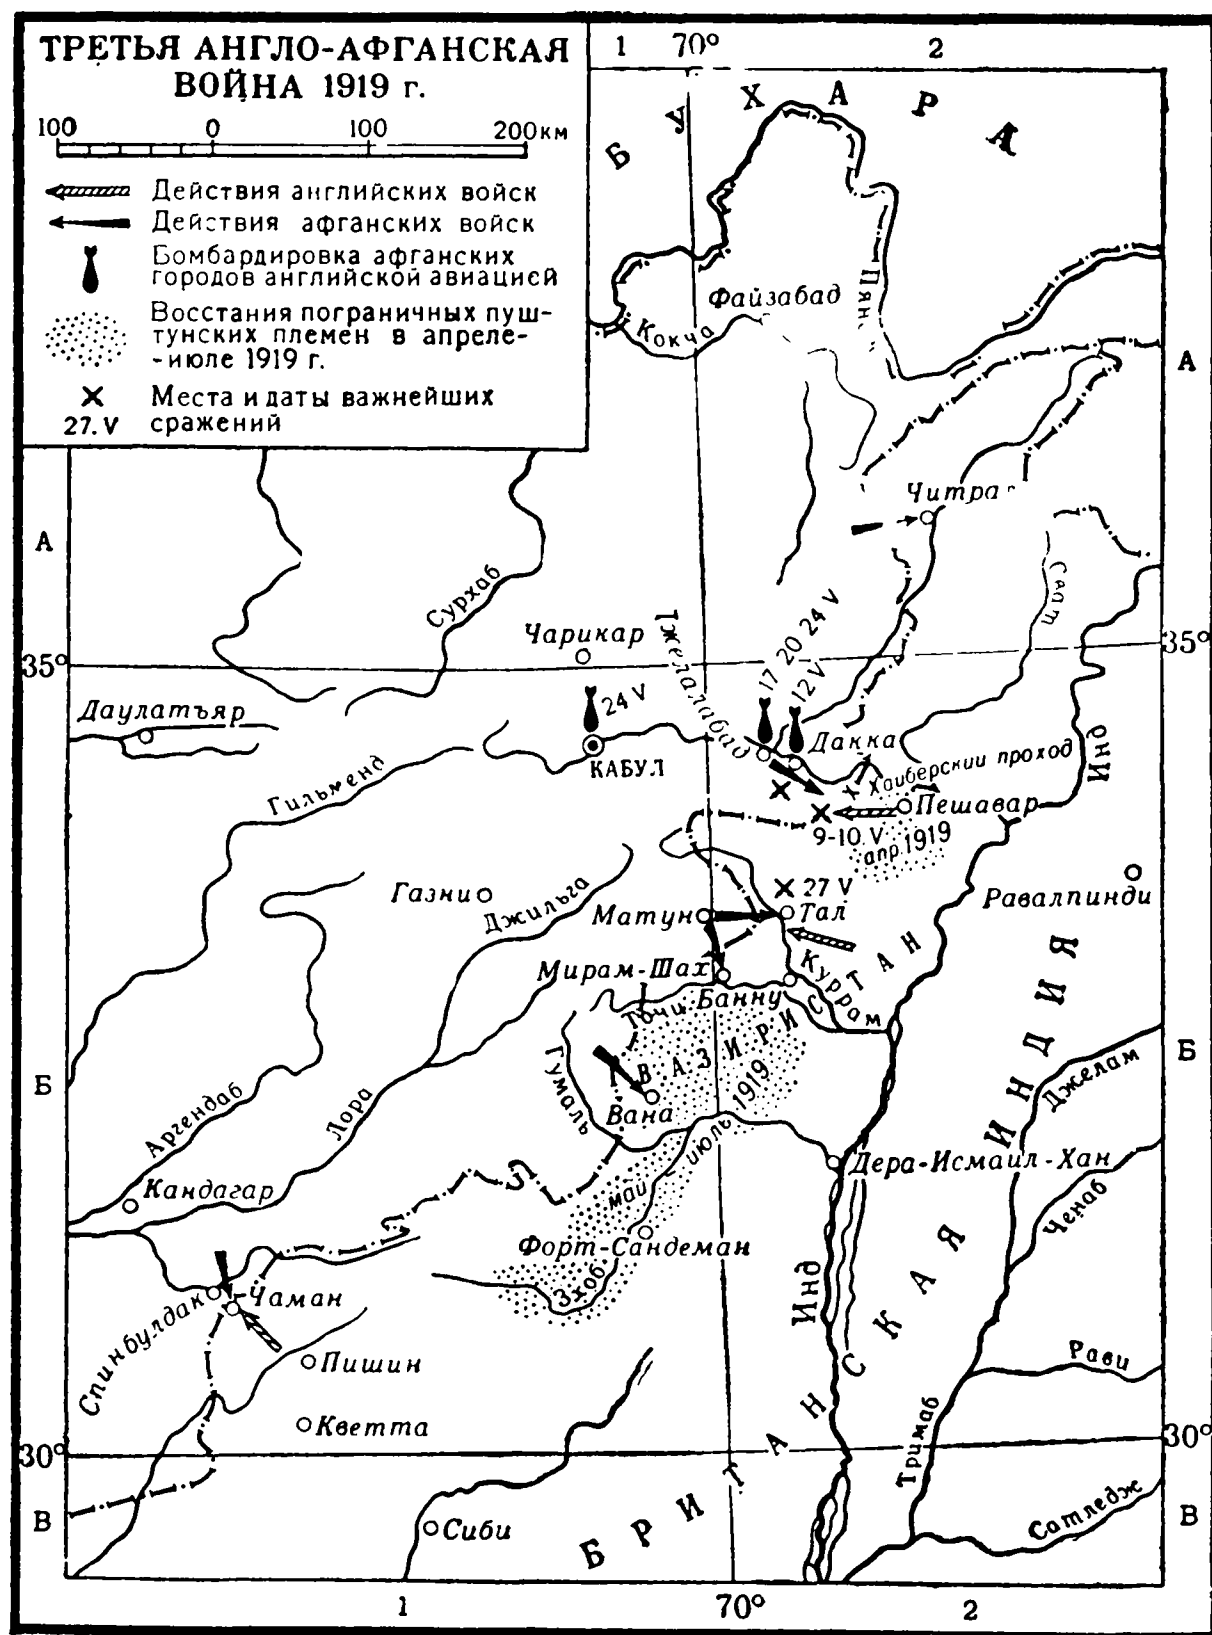 ТРЕТЬЯ АНГЛО-АФГАНСКАЯ
ВОЙНА 1919 г.
100 0 100 200км
Действия английских войск
Действия афганских войск
Бомбардировка афганских
городов английской авиацией
Восстания пограничных пуш-
тунских племен в апреле-
-июле 1919 г.
Места и даты важнейших
27.V сражений
1 70° 2
БУХАРА
Файзабад
Пяндж
Кокча
А
Читрал
А
Сурхаб
Сват
Чарикар
35°
35°
Джелалабад
17 20 24 V
12 V
24 V
Даулатъяр
КАБУЛ
Дакка
Хайберский проход
Инд
Гильменд
Пешавар
9-10.V
апр.1919
27 V
Газни
Джильга
Матун
Тал
Равалпинди
Мирам-Шах
Банну
Куррам
Точи
ВАЗИРИСТАН
1919
Гумаль
Вана
Б
Б
Аргендаб
Лора
Джелам
май
июль
Дера-Исмаил-Хан
Кандагар
Ченаб
Форт-Сандеман
Зхоб
Инд
Спинбулдак
Чаман
Пишин
Кветта
Рави
Тримаб
30°
30°
БРИТАНСКАЯ ИНДИЯ
Сиби
Сатледж
В
В
1 70° 2